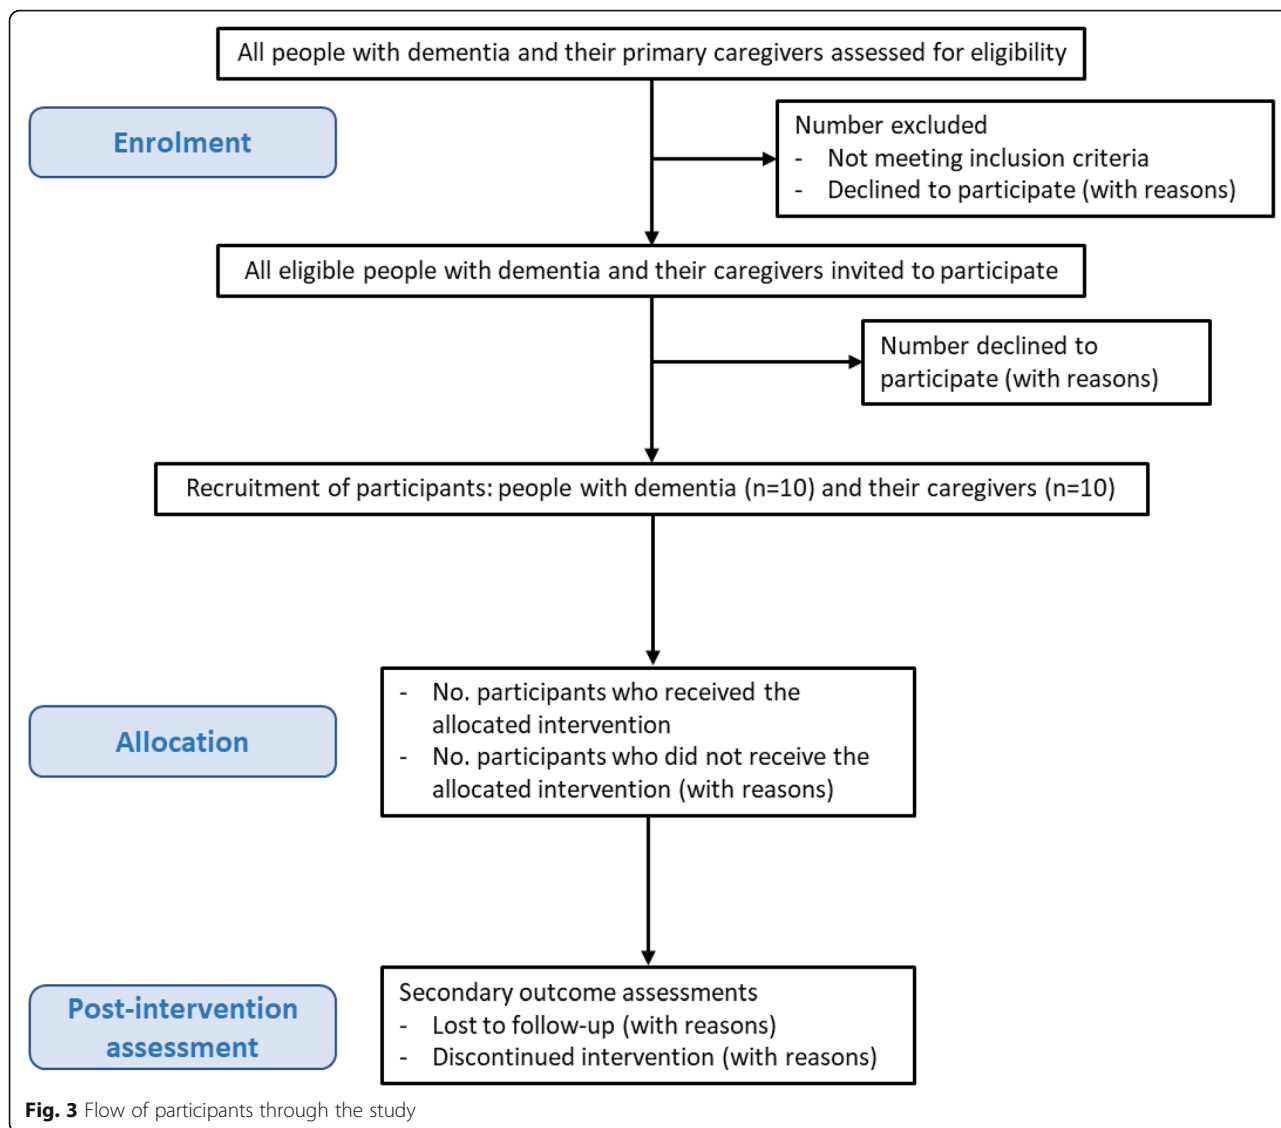 All people with dementia and their primary caregivers assessed for eligibility
Enrolment
Number excluded
- Not meeting inclusion criteria
- Declined to participate (with reasons)
All eligible people with dementia and their caregivers invited to participate
Number declined to
participate (with reasons)
Recruitment of participants: people with dementia (n=10) and their caregivers (n=10)
Allocation
- No. participants who received the
allocated intervention
- No. participants who did not receive the
allocated intervention (with reasons)
Post-intervention
assessment
Secondary outcome assessments
- Lost to follow-up (with reasons)
- Discontinued intervention (with reasons)
Fig. 3 Flow of participants through the study